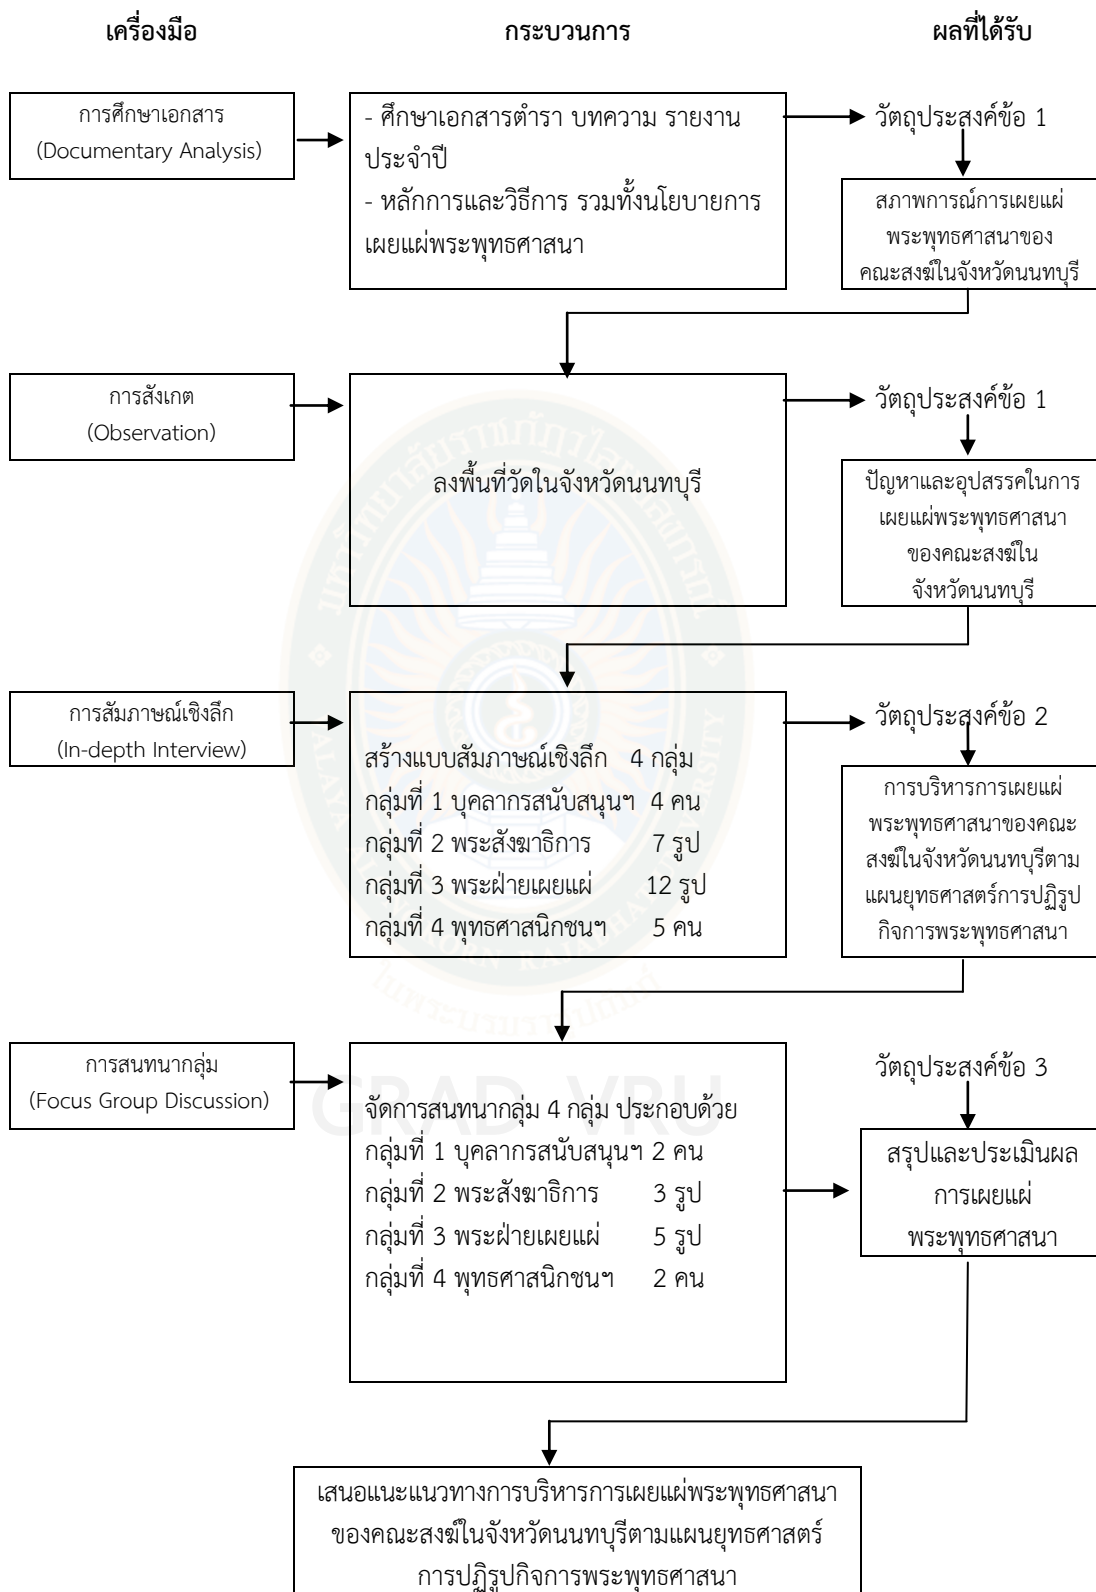 เครื่องมือ
กระบวนการ
ผลที่ได้รับ
การศึกษาเอกสาร
(Documentary Analysis)
- ศึกษาเอกสารตำรา บทความ รายงาน
ประจำปี
- หลักการและวิธีการ รวมทั้งนโยบายการ
เผยแผ่พระพุทธศาสนา
วัตถุประสงค์ข้อ 1
สภาพการณ์การเผยแผ่
พระพุทธศาสนาของ
คณะสงฆ์ในจังหวัดนนทบุรี
การสังเกต
(Observation)
ลงพื้นที่วัดในจังหวัดนนทบุรี
วัตถุประสงค์ข้อ 1
ปัญหาและอุปสรรคในการ
เผยแผ่พระพุทธศาสนา
ของคณะสงฆ์ใน
จังหวัดนนทบุรี
การสัมภาษณ์เชิงลึก
(In-depth Interview)
สร้างแบบสัมภาษณ์เชิงลึก 4 กลุ่ม
กลุ่มที่ 1 บุคลากรสนับสนุนฯ 4 คน
กลุ่มที่ 2 พระสังฆาธิการ 7 รูป
กลุ่มที่ 3 พระฝ่ายเผยแผ่ 12 รูป
กลุ่มที่ 4 พุทธศาสนิกชนฯ 5 คน
วัตถุประสงค์ข้อ 2
การบริหารการเผยแผ่
พระพุทธศาสนาของคณะ
สงฆ์ในจังหวัดนนทบุรีตาม
แผนยุทธศาสตร์การปฏิรูป
กิจการพระพุทธศาสนา
การสนทนากลุ่ม
(Focus Group Discussion)
จัดการสนทนากลุ่ม 4 กลุ่ม ประกอบด้วย
กลุ่มที่ 1 บุคลากรสนับสนุนฯ 2 คน
กลุ่มที่ 2 พระสังฆาธิการ 3 รูป
กลุ่มที่ 3 พระฝ่ายเผยแผ่ 5 รูป
กลุ่มที่ 4 พุทธศาสนิกชนฯ 2 คน
วัตถุประสงค์ข้อ 3
สรุปและประเมินผล
การเผยแผ่
พระพุทธศาสนา
เสนอแนะแนวทางการบริหารการเผยแผ่พระพุทธศาสนา
ของคณะสงฆ์ในจังหวัดนนทบุรีตามแผนยุทธศาสตร์
การปฏิรูปกิจการพระพุทธศาสนา
GRAD VRU